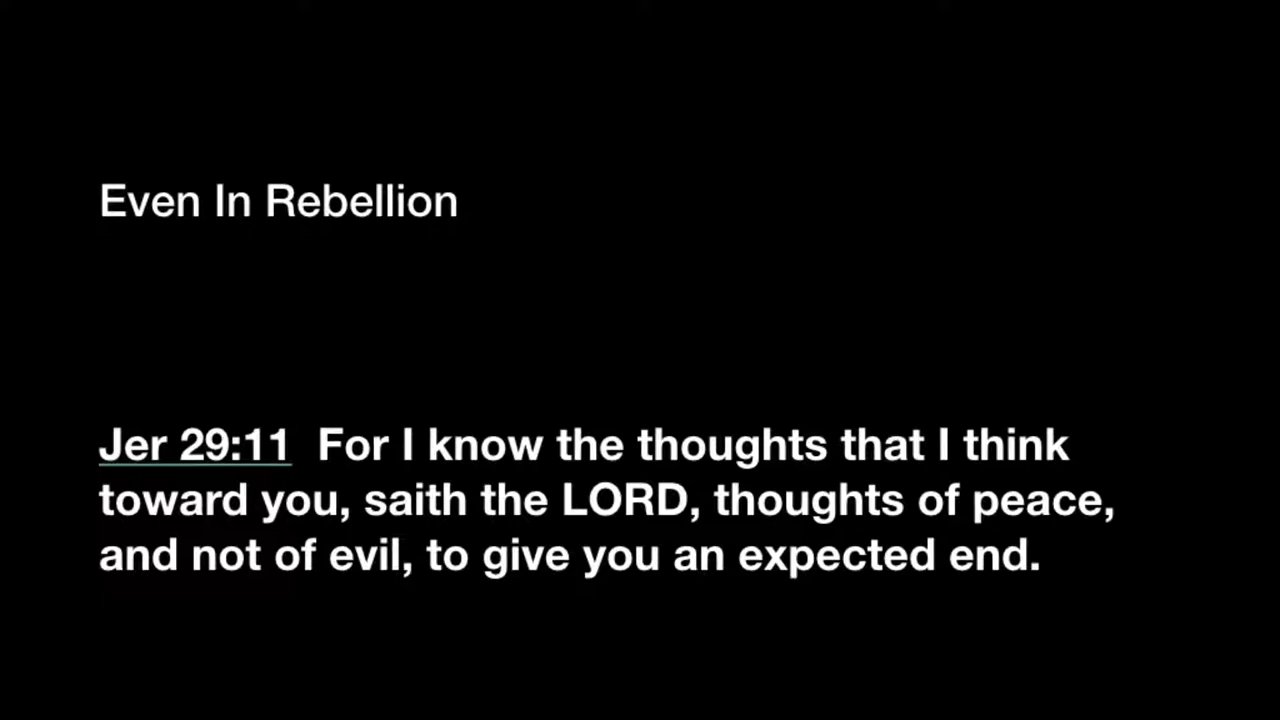 Even In Rebellion
Jer 29:11  For I know the thoughts that I think
toward you, saith the LORD, thoughts of peace,
and not of evil, to give you an expected end.